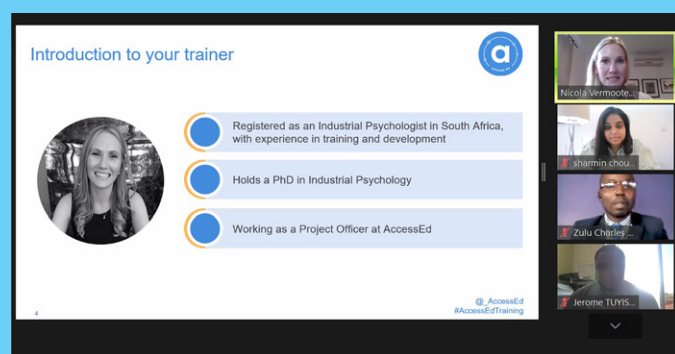 Introduction to your trainer
a
ACCESS ED
Registered as an Industrial Psychologist in South Africa,
with experience in training and development
Holds a PhD in Industrial Psychology
Working as a Project Officer at AccessEd
@_AccessEd
#AccessEdTraining
4
Nicola Vermoote...
sharmin chou...
Zulu Charles ...
Jerome TUYIS...